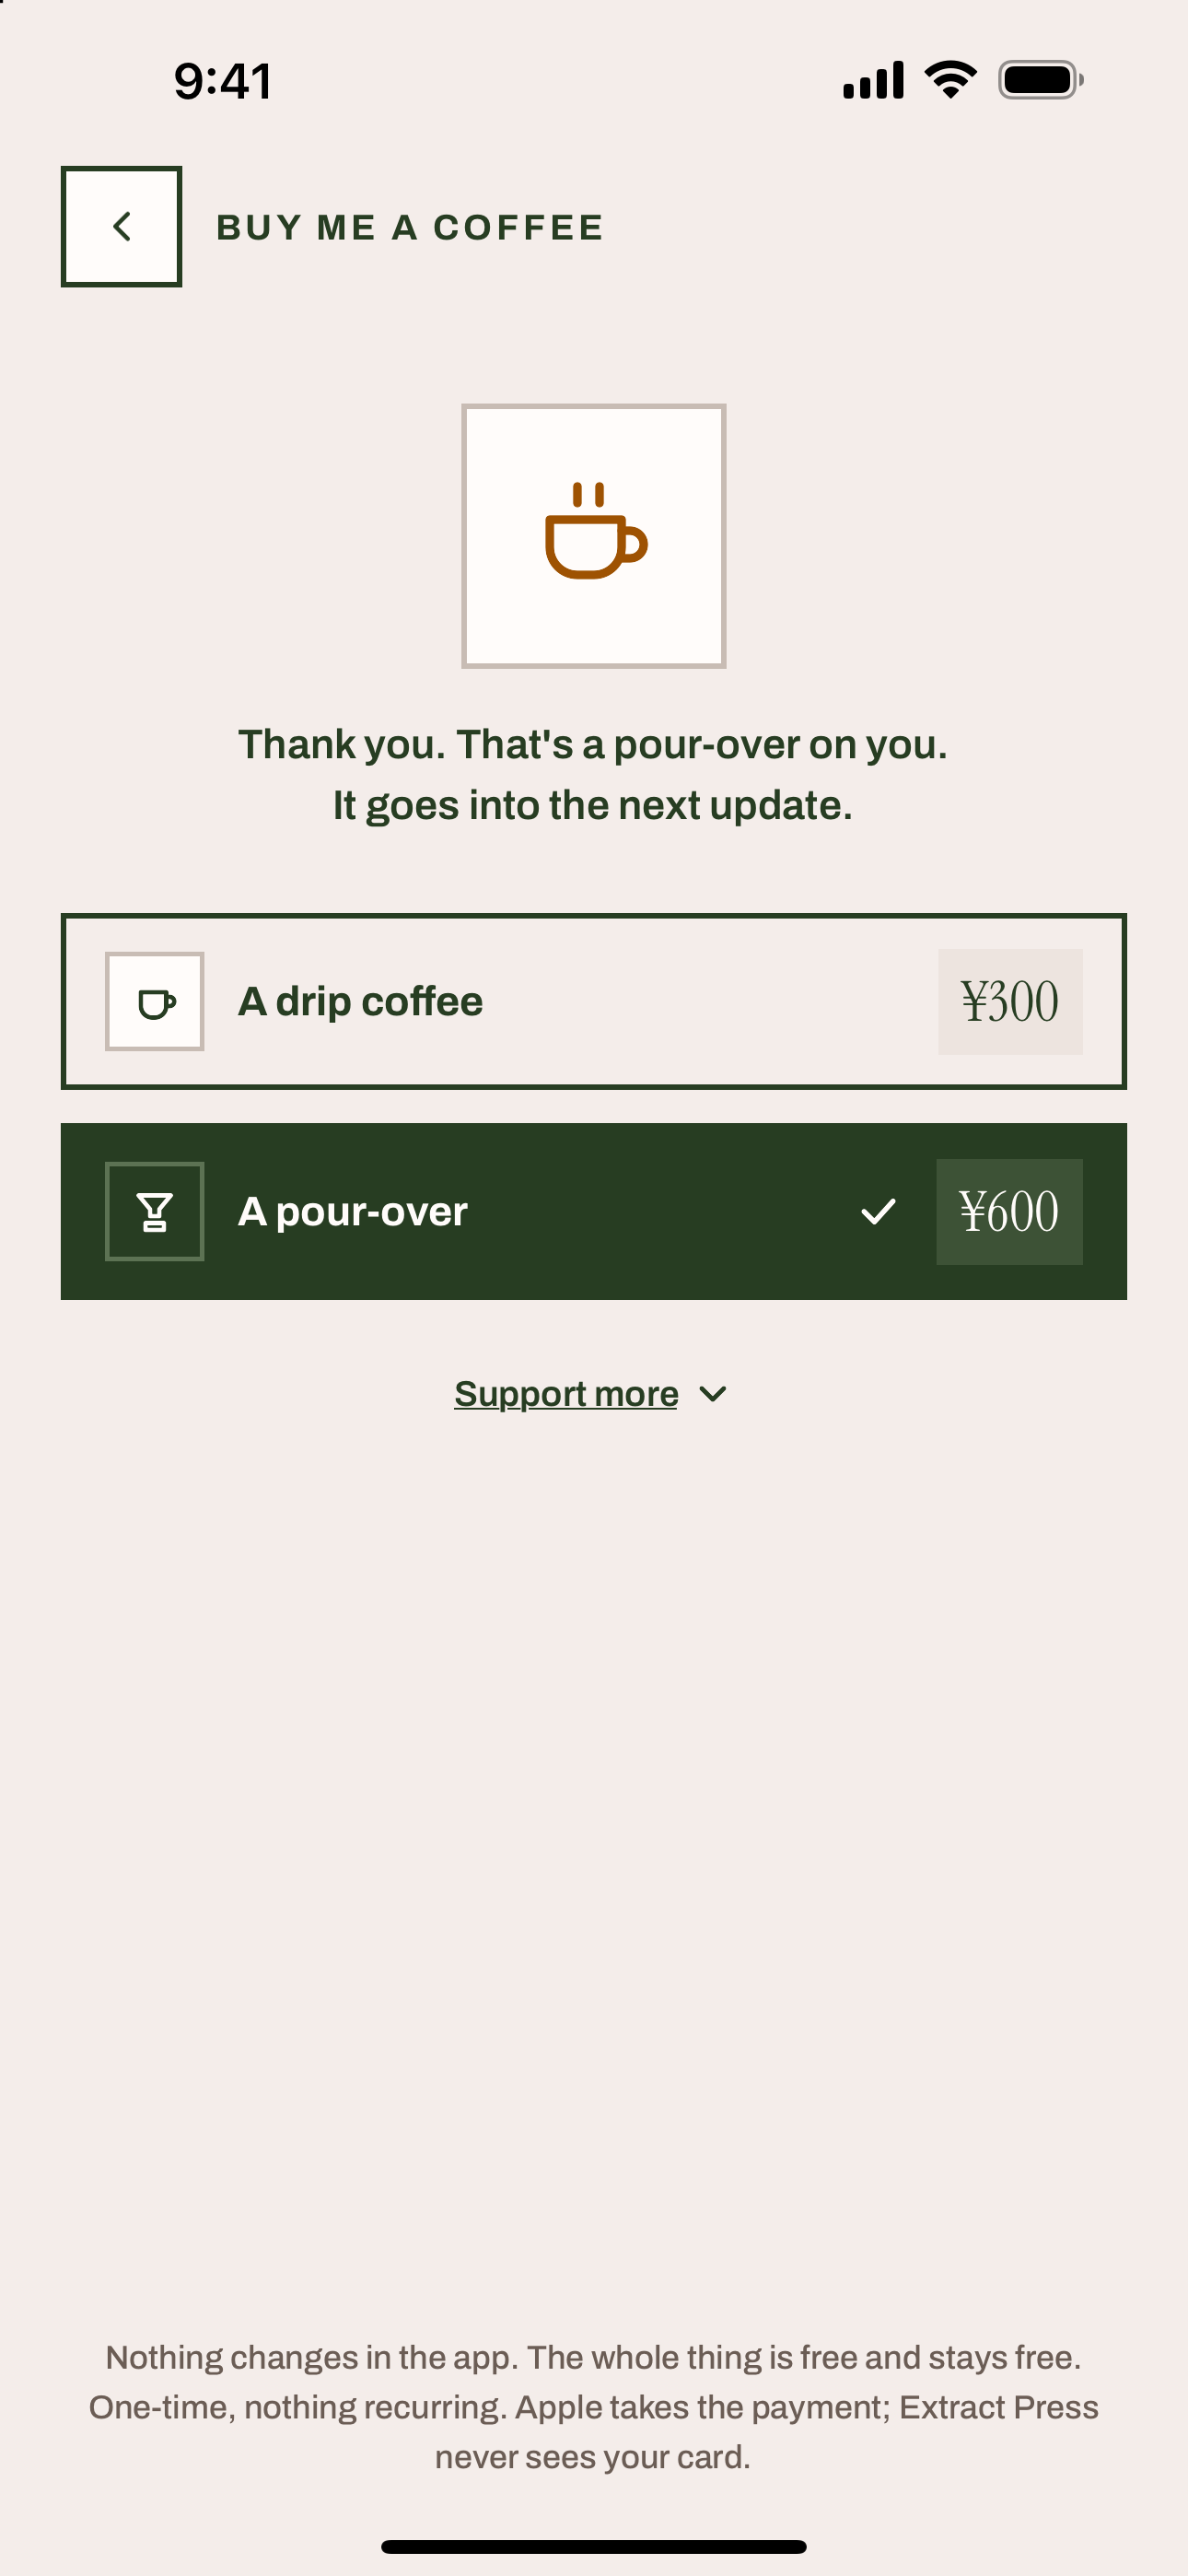 9:41
BUY ME A COFFEE
Thank you. That's a pour-over on you.
It goes into the next update.
A drip coffee ¥300
A pour-over ¥600
Support more
Nothing changes in the app. The whole thing is free and stays free.
One-time, nothing recurring. Apple takes the payment; Extract Press
never sees your card.